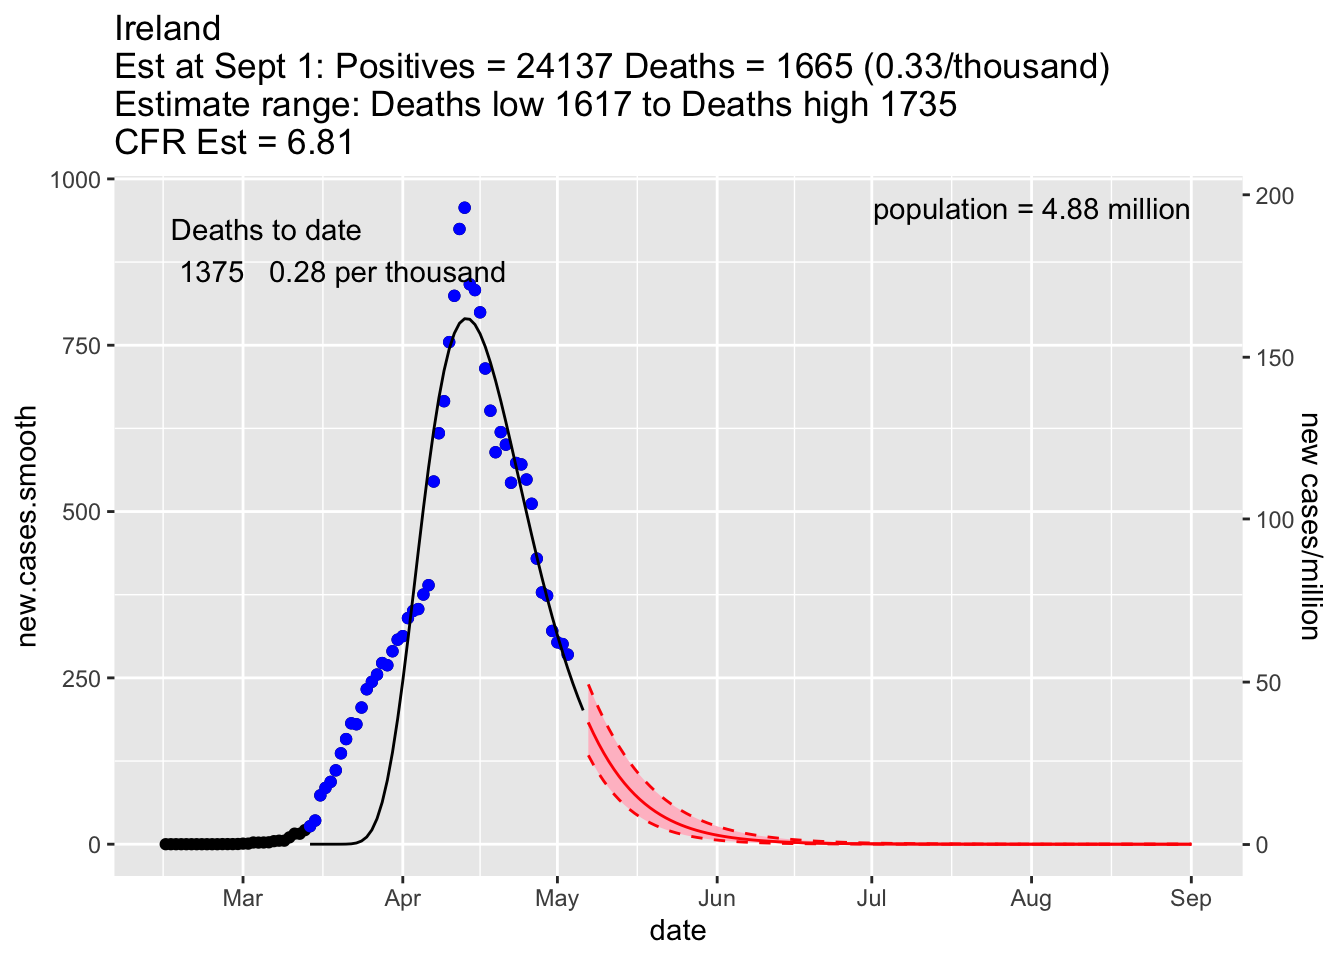 Ireland
Est at Sept 1: Positives = 24137 Deaths = 1665 (0.33/thousand)
Estimate range: Deaths low 1617 to Deaths high 1735
CFR Est = 6.81
Deaths to date
1375 0.28 per thousand
population = 4.88 million
1000
750
500
250
0
new.cases.smooth
200
150
100
50
0
new cases/million
Mar Apr May Jun Jul Aug Sep
date